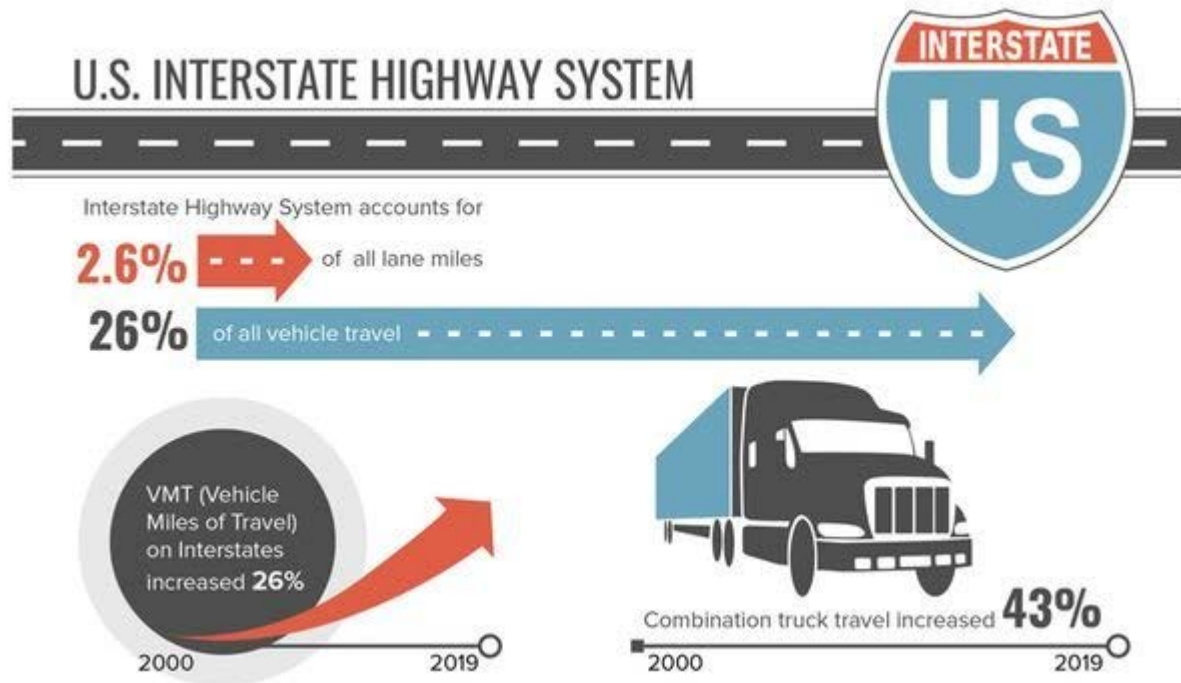 U.S. INTERSTATE HIGHWAY SYSTEM
INTERSTATE
US
Interstate Highway System accounts for
2.6% of all lane miles
26% of all vehicle travel
VMT (Vehicle
Miles of Travel)
on Interstates
increased 26%
2000 2019
Combination truck travel increased 43%
2000 2019